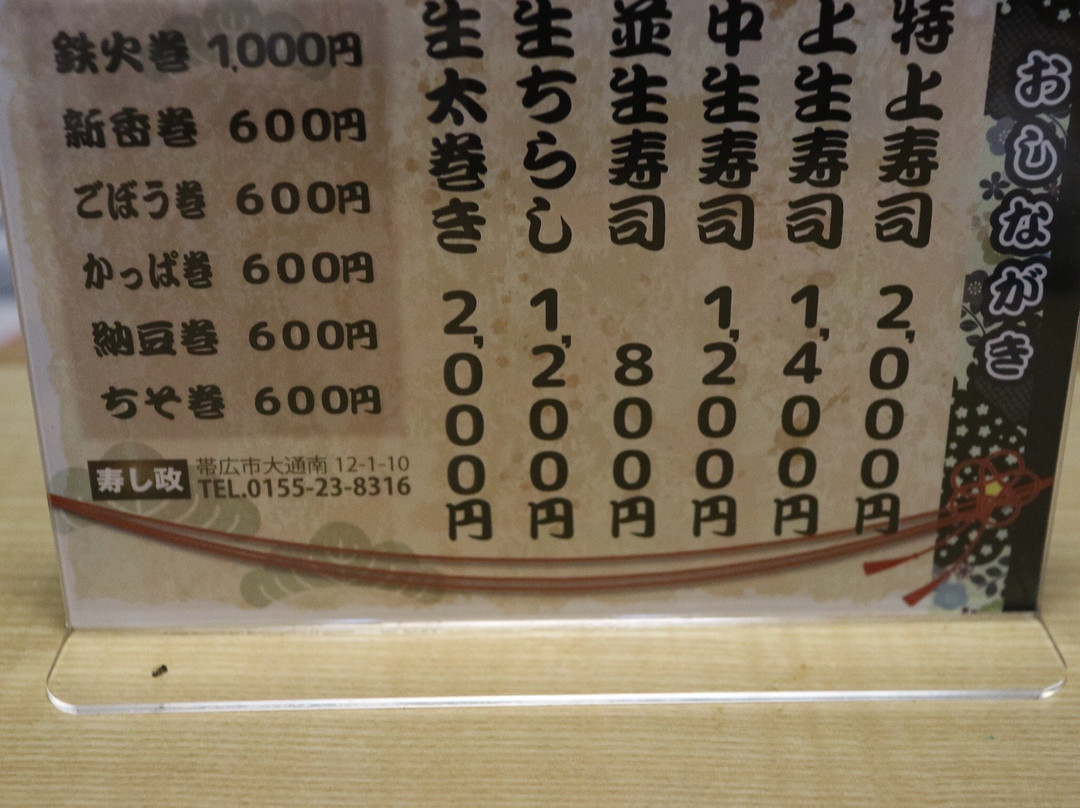 おしながき
特上寿司 2,000円
上生寿司 1,400円
中生寿司 1,200円
並生寿司 800円
生ちらし 1,200円
生太巻き 2,000円
鉄火巻 1,000円
新香巻 600円
ごぼう巻 600円
かっぱ巻 600円
納豆巻 600円
ちそ巻 600円
寿し政
帯広市大通南 12-1-10
TEL.0155-23-8316